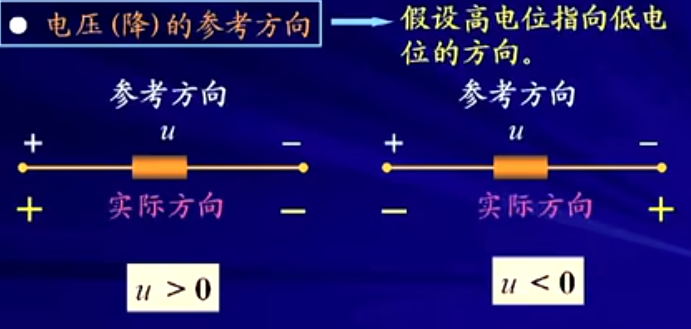 ● 电压(降)的参考方向
假设高电位指向低电
位的方向。
参考方向
+ u −
+ 实际方向 −
u > 0
参考方向
+ u −
− 实际方向 +
u < 0